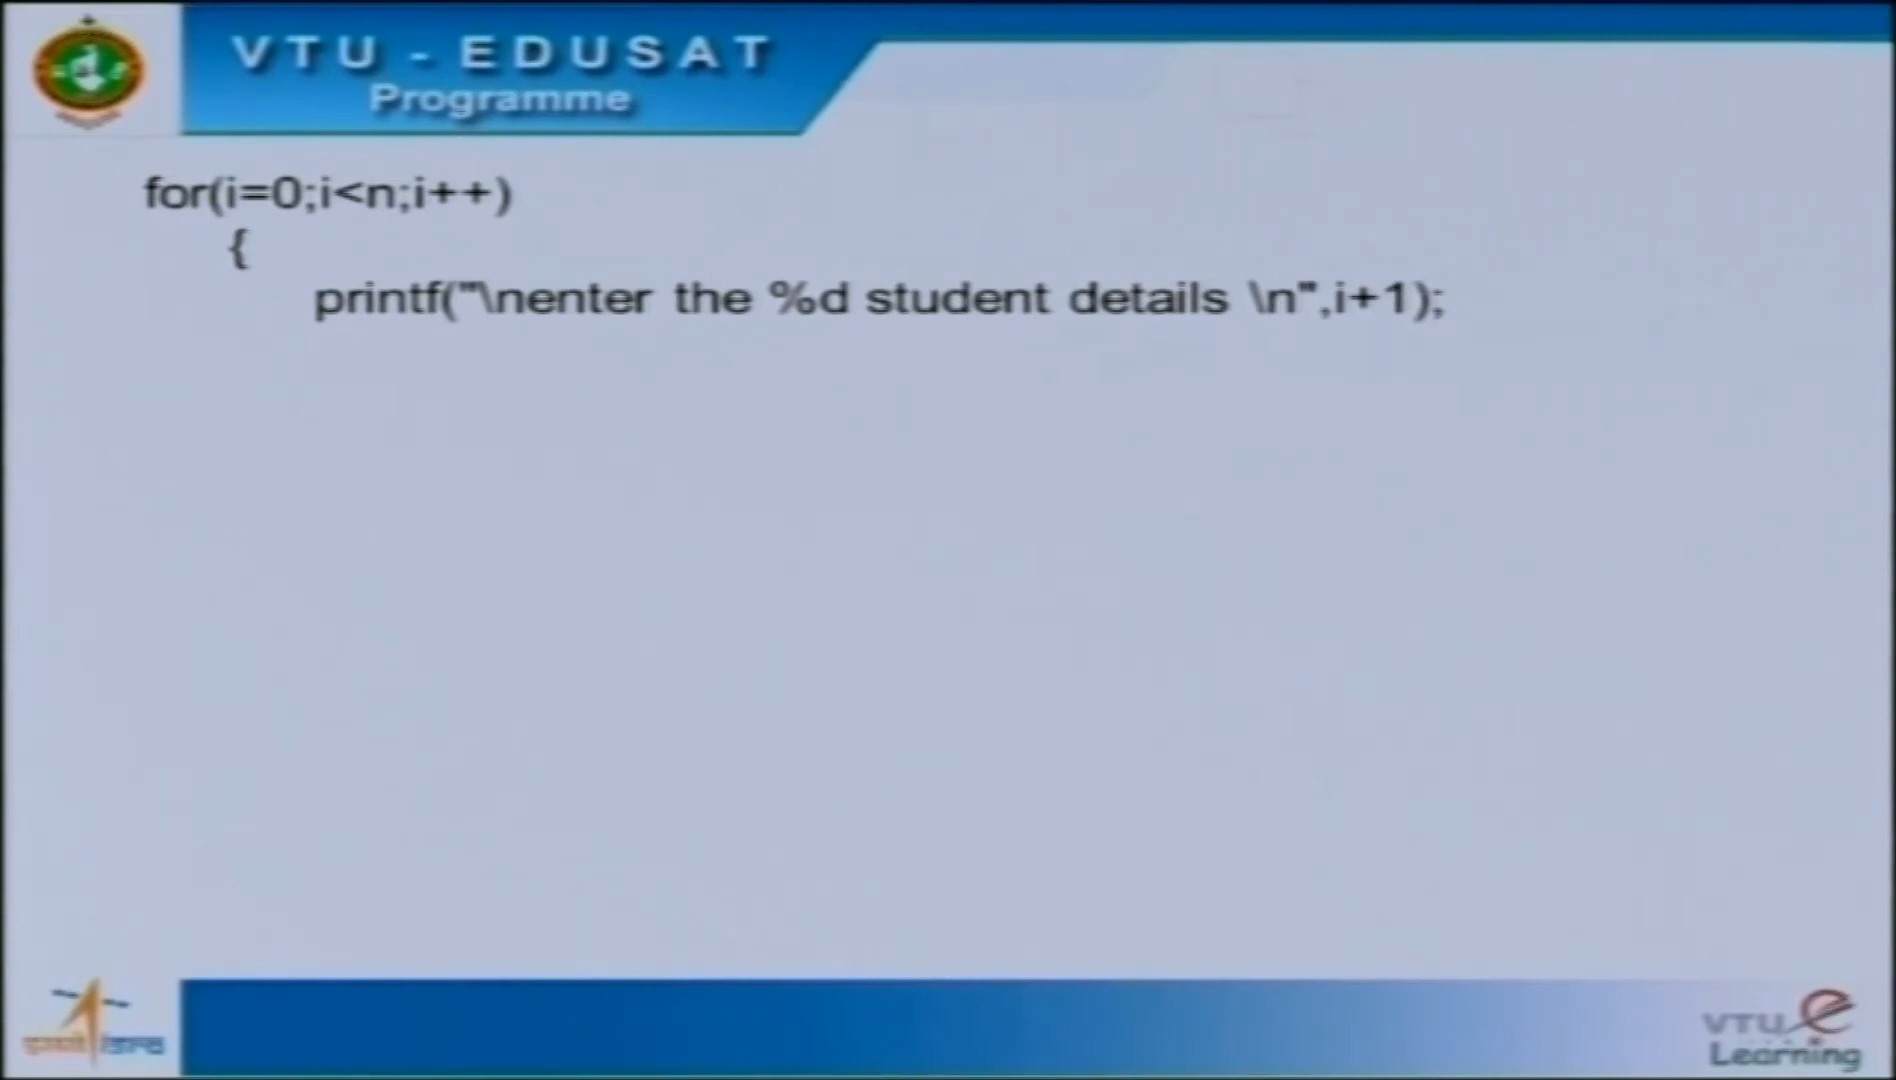 VTU - EDUSAT
Programme
for(i=0;i<n;i++)
{
printf("\nenter the %d student details \n",i+1);
VTU e
Learning